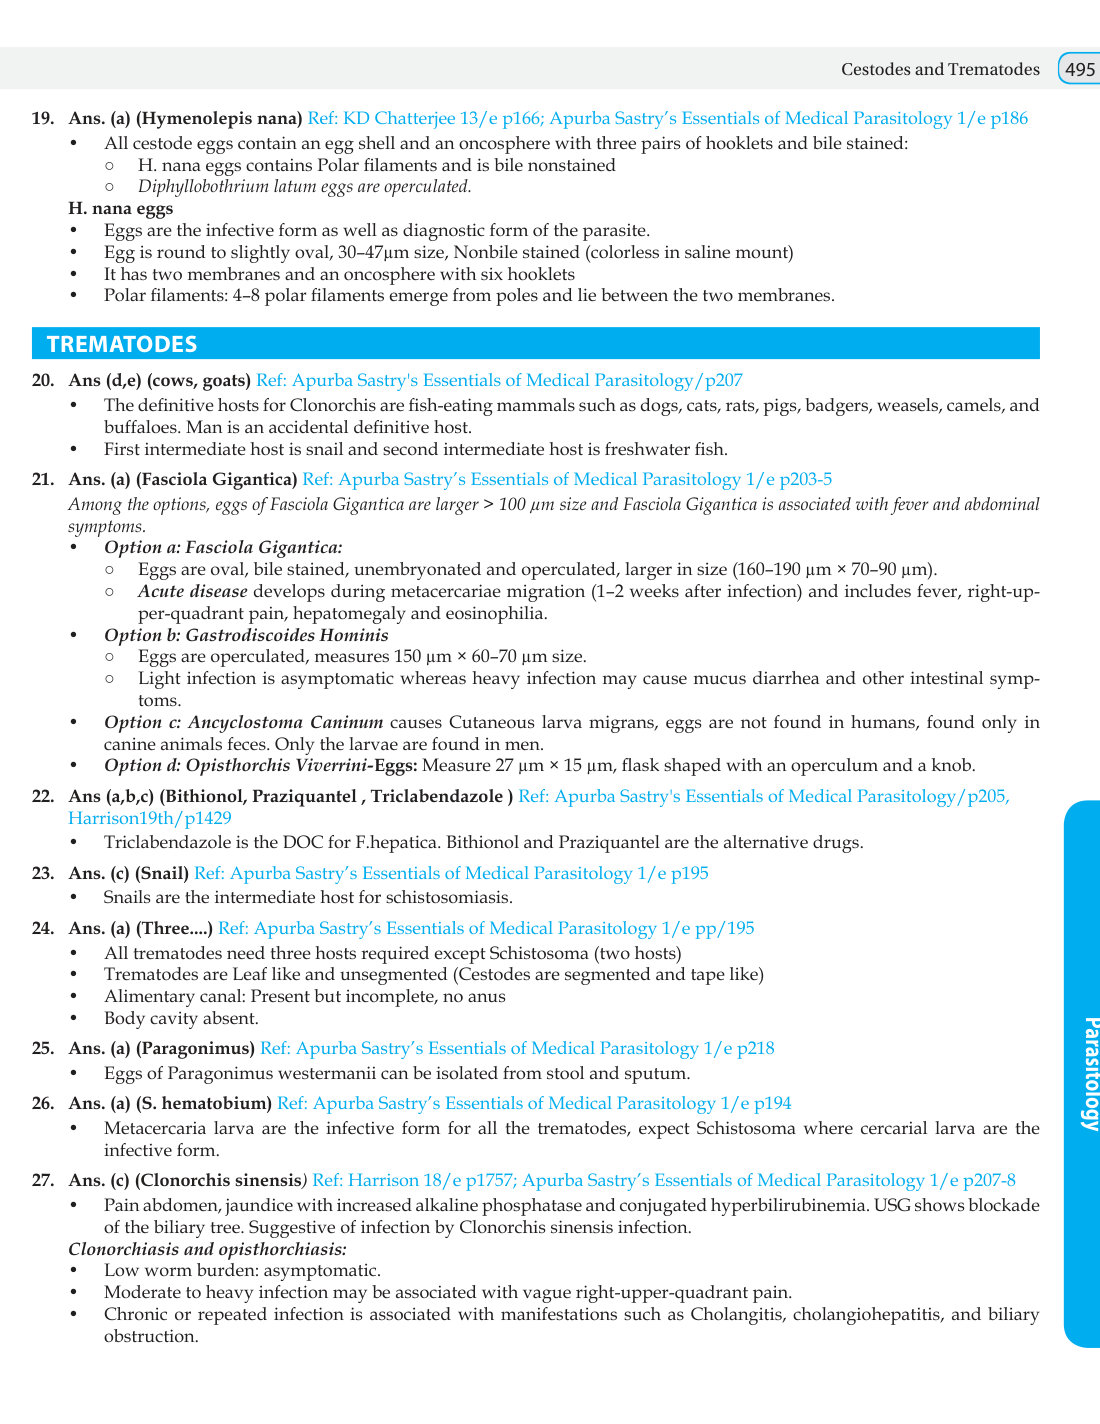 Cestodes and Trematodes 495
19. Ans. (a) (Hymenolepis nana) Ref: KD Chatterjee 13/e p166; Apurba Sastry’s Essentials of Medical Parasitology 1/e p186
• All cestode eggs contain an egg shell and an oncosphere with three pairs of hooklets and bile stained:
○ H. nana eggs contains Polar filaments and is bile nonstained
○ Diphyllobothrium latum eggs are operculated.
H. nana eggs
• Eggs are the infective form as well as diagnostic form of the parasite.
• Egg is round to slightly oval, 30–47µm size, Nonbile stained (colorless in saline mount)
• It has two membranes and an oncosphere with six hooklets
• Polar filaments: 4–8 polar filaments emerge from poles and lie between the two membranes.
TREMATODES
20. Ans (d,e) (cows, goats) Ref: Apurba Sastry's Essentials of Medical Parasitology/p207
• The definitive hosts for Clonorchis are fish-eating mammals such as dogs, cats, rats, pigs, badgers, weasels, camels, and
buffaloes. Man is an accidental definitive host.
• First intermediate host is snail and second intermediate host is freshwater fish.
21. Ans. (a) (Fasciola Gigantica) Ref: Apurba Sastry’s Essentials of Medical Parasitology 1/e p203-5
Among the options, eggs of Fasciola Gigantica are larger > 100 µm size and Fasciola Gigantica is associated with fever and abdominal
symptoms.
• Option a: Fasciola Gigantica:
○ Eggs are oval, bile stained, unembryonated and operculated, larger in size (160–190 µm × 70–90 µm).
○ Acute disease develops during metacercariae migration (1–2 weeks after infection) and includes fever, right-up-
per-quadrant pain, hepatomegaly and eosinophilia.
• Option b: Gastrodiscoides Hominis
○ Eggs are operculated, measures 150 µm × 60–70 µm size.
○ Light infection is asymptomatic whereas heavy infection may cause mucus diarrhea and other intestinal symp-
toms.
• Option c: Ancyclostoma Caninum causes Cutaneous larva migrans, eggs are not found in humans, found only in
canine animals feces. Only the larvae are found in men.
• Option d: Opisthorchis Viverrini-Eggs: Measure 27 µm × 15 µm, flask shaped with an operculum and a knob.
22. Ans (a,b,c) (Bithionol, Praziquantel , Triclabendazole ) Ref: Apurba Sastry's Essentials of Medical Parasitology/p205,
Harrison19th/p1429
• Triclabendazole is the DOC for F.hepatica. Bithionol and Praziquantel are the alternative drugs.
23. Ans. (c) (Snail) Ref: Apurba Sastry’s Essentials of Medical Parasitology 1/e p195
• Snails are the intermediate host for schistosomiasis.
24. Ans. (a) (Three....) Ref: Apurba Sastry’s Essentials of Medical Parasitology 1/e pp/195
• All trematodes need three hosts required except Schistosoma (two hosts)
• Trematodes are Leaf like and unsegmented (Cestodes are segmented and tape like)
• Alimentary canal: Present but incomplete, no anus
• Body cavity absent.
25. Ans. (a) (Paragonimus) Ref: Apurba Sastry’s Essentials of Medical Parasitology 1/e p218
• Eggs of Paragonimus westermanii can be isolated from stool and sputum.
26. Ans. (a) (S. hematobium) Ref: Apurba Sastry’s Essentials of Medical Parasitology 1/e p194
• Metacercaria larva are the infective form for all the trematodes, expect Schistosoma where cercarial larva are the
infective form.
27. Ans. (c) (Clonorchis sinensis) Ref: Harrison 18/e p1757; Apurba Sastry’s Essentials of Medical Parasitology 1/e p207-8
• Pain abdomen, jaundice with increased alkaline phosphatase and conjugated hyperbilirubinemia. USG shows blockade
of the biliary tree. Suggestive of infection by Clonorchis sinensis infection.
Clonorchiasis and opisthorchiasis:
• Low worm burden: asymptomatic.
• Moderate to heavy infection may be associated with vague right-upper-quadrant pain.
• Chronic or repeated infection is associated with manifestations such as Cholangitis, cholangiohepatitis, and biliary
obstruction.
Parasitology